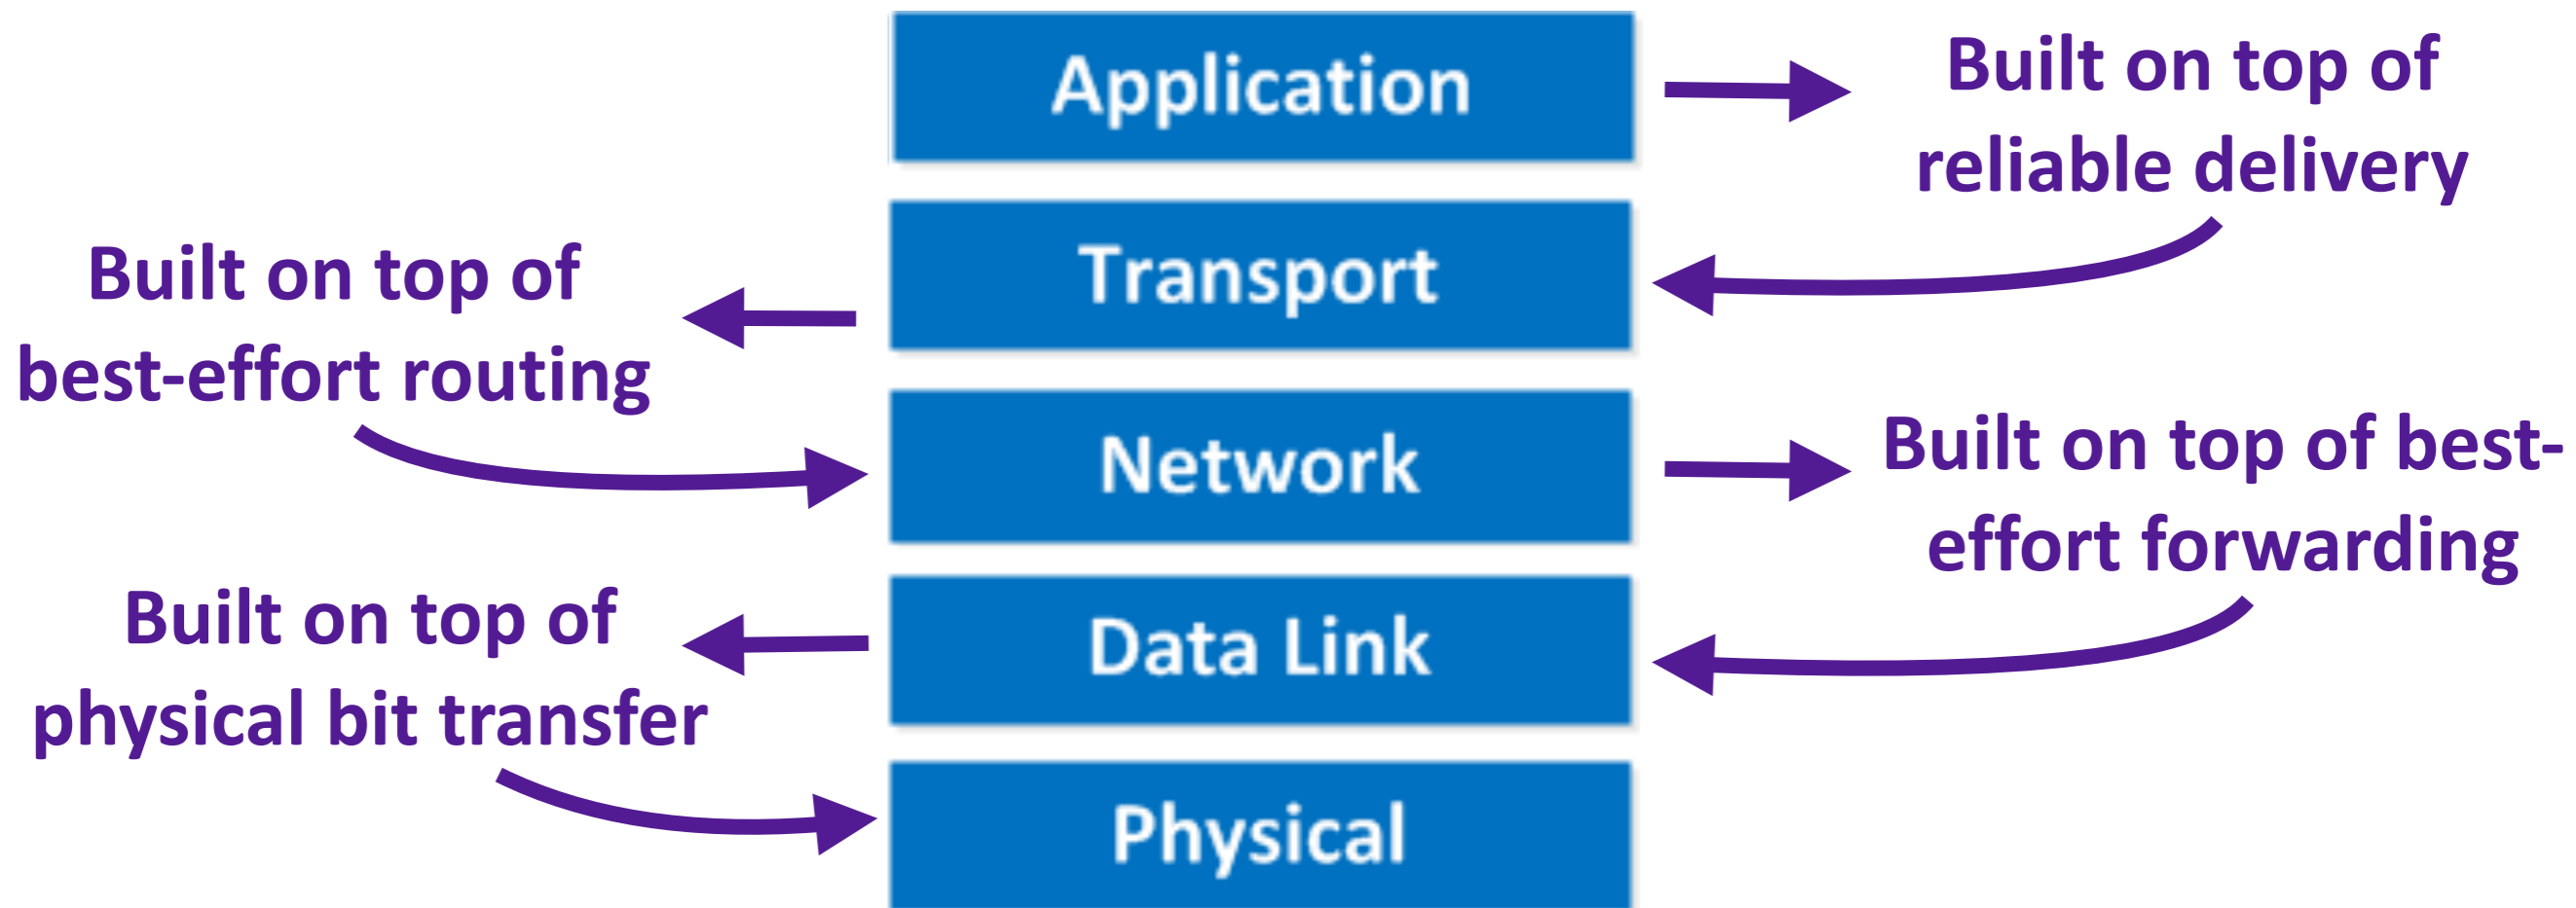 Application
Built on top of
reliable delivery
Transport
Built on top of
best-effort routing
Network
Built on top of best-
effort forwarding
Data Link
Built on top of
physical bit transfer
Physical